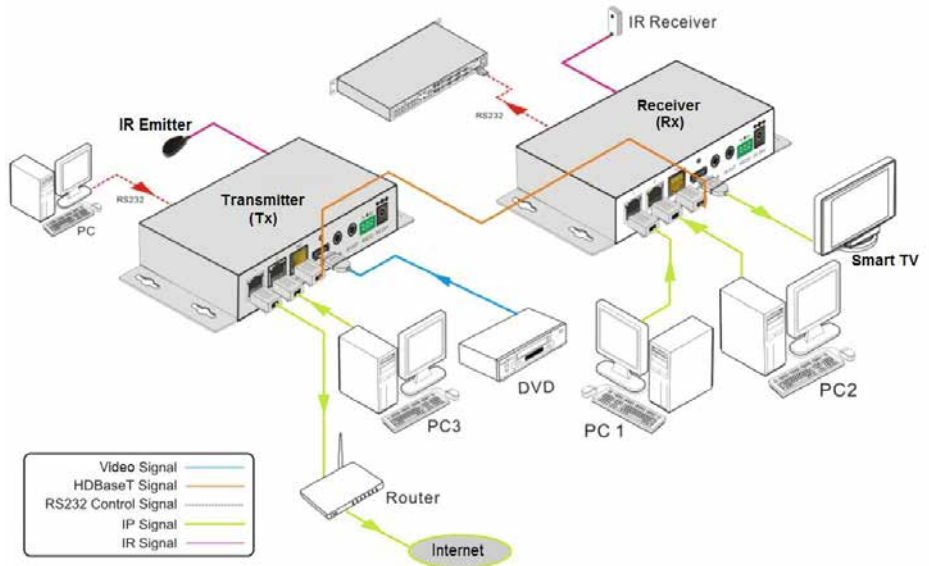 IR Receiver
RS232
Receiver
(Rx)
IR Emitter
Transmitter
(Tx)
PC
RS232
Smart TV
DVD
PC3
PC 1
PC2
Video Signal
HDBaseT Signal
RS232 Control Signal
IP Signal
IR Signal
Router
Internet